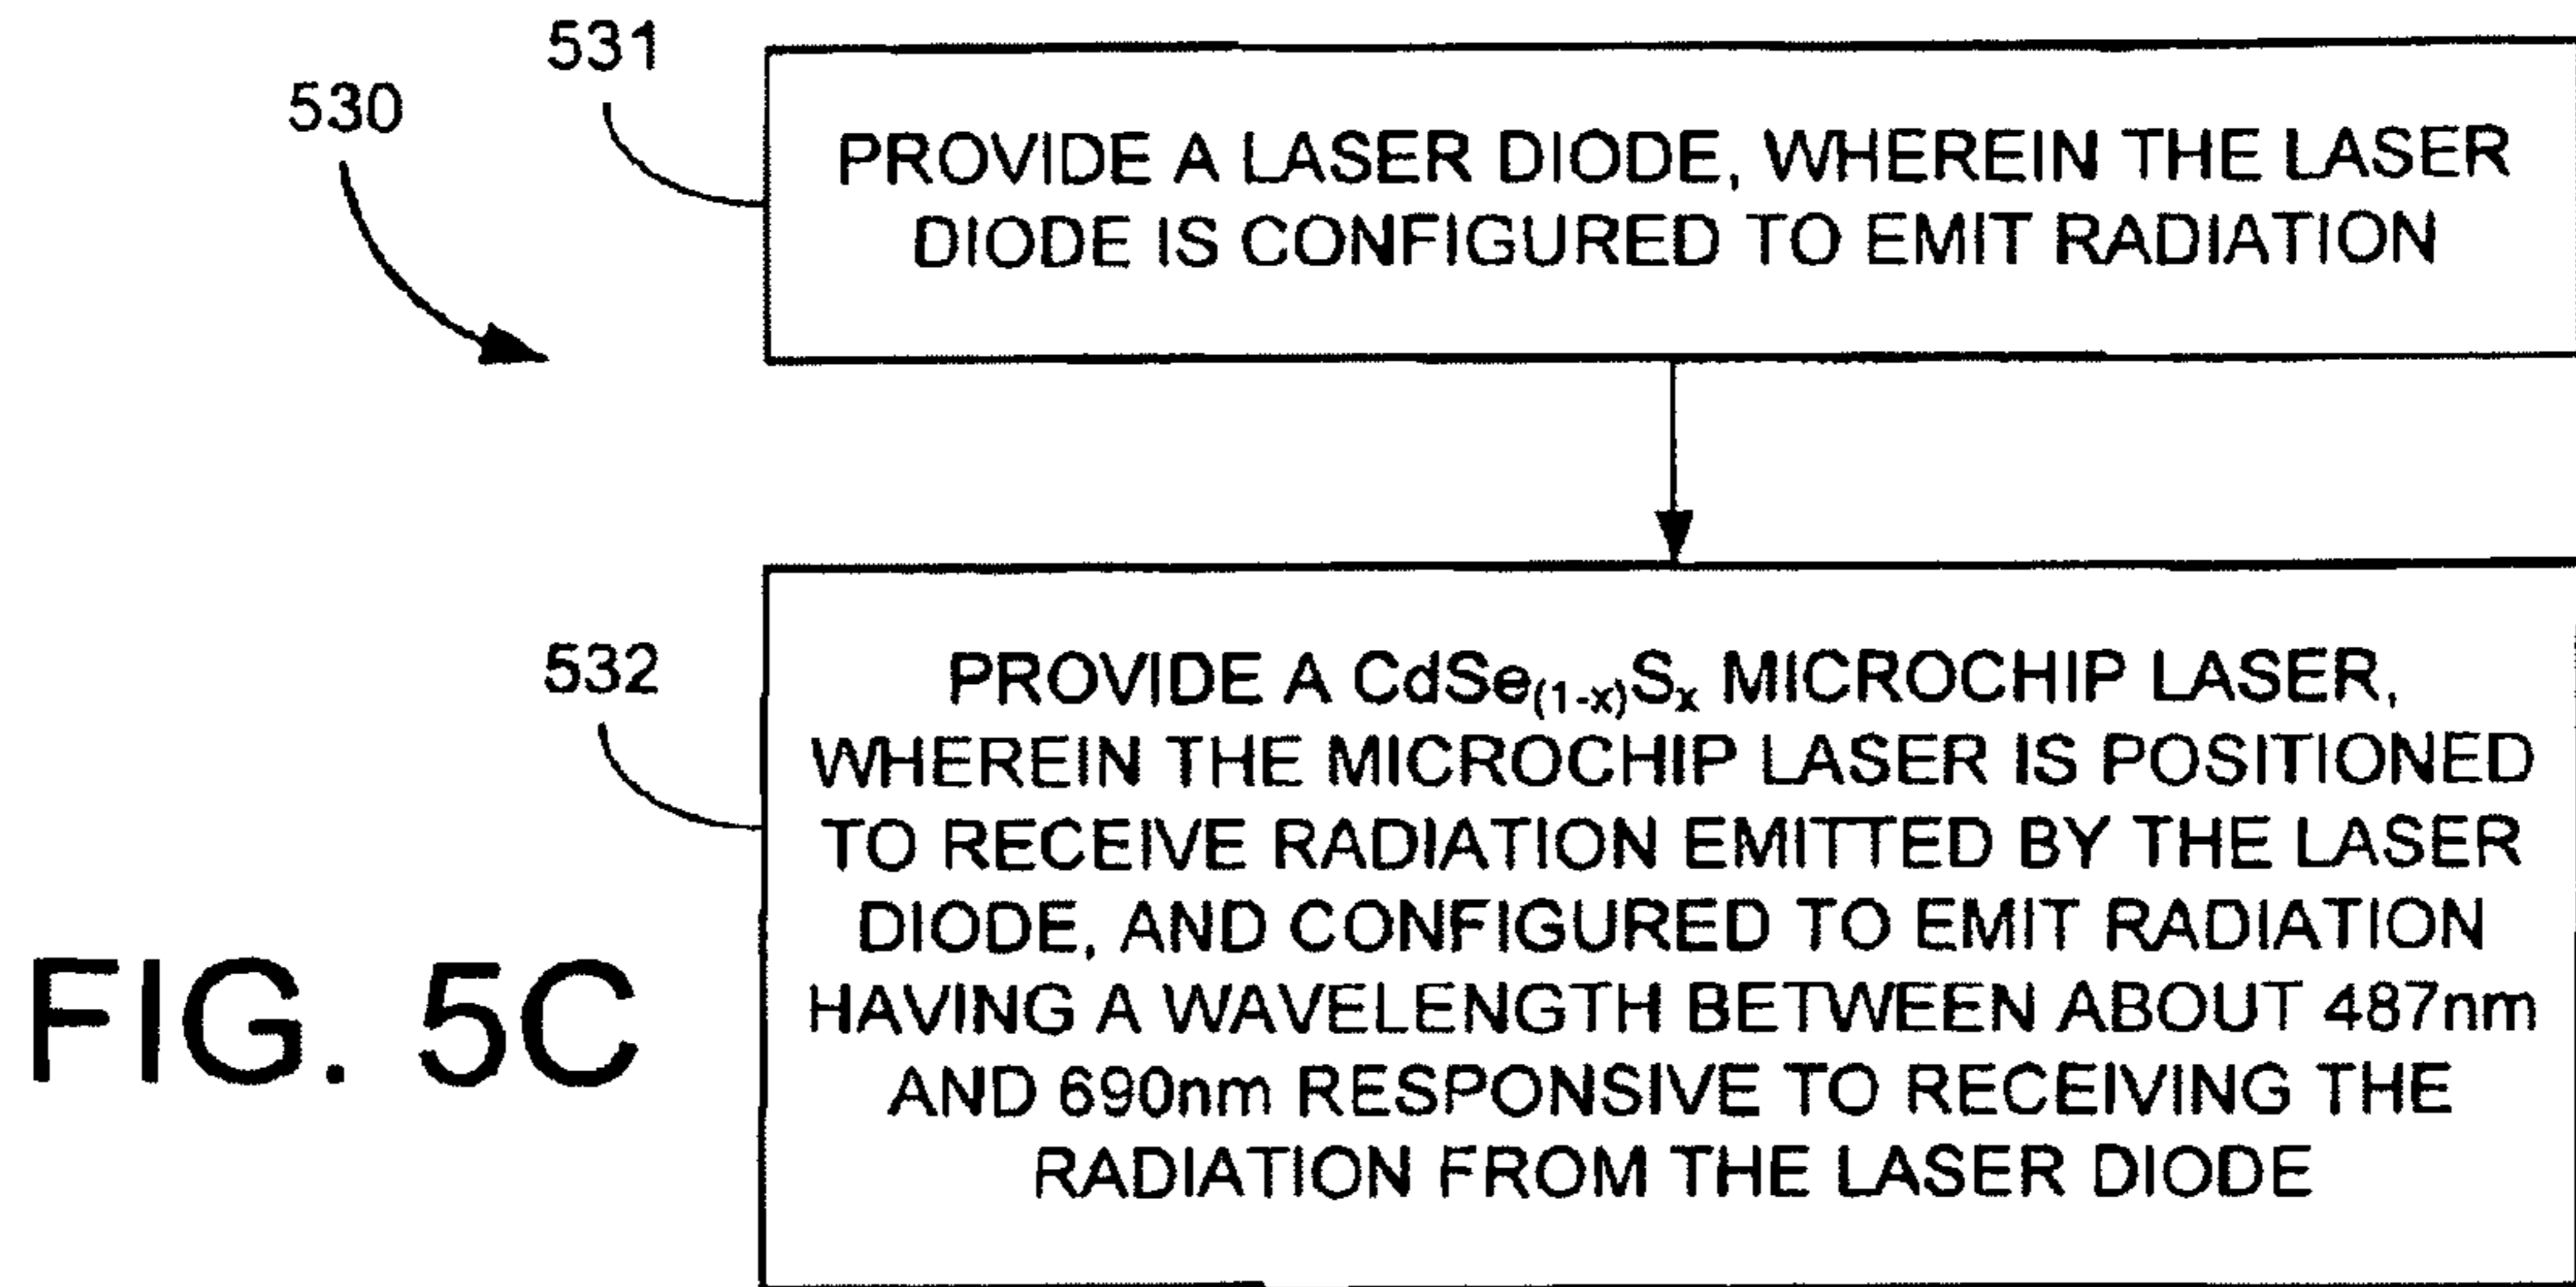 530
531
PROVIDE A LASER DIODE, WHEREIN THE LASER
DIODE IS CONFIGURED TO EMIT RADIATION
532
PROVIDE A CdSe₍₁₋ₓ₎Sₓ MICROCHIP LASER,
WHEREIN THE MICROCHIP LASER IS POSITIONED
TO RECEIVE RADIATION EMITTED BY THE LASER
DIODE, AND CONFIGURED TO EMIT RADIATION
HAVING A WAVELENGTH BETWEEN ABOUT 487nm
AND 690nm RESPONSIVE TO RECEIVING THE
RADIATION FROM THE LASER DIODE
FIG. 5C